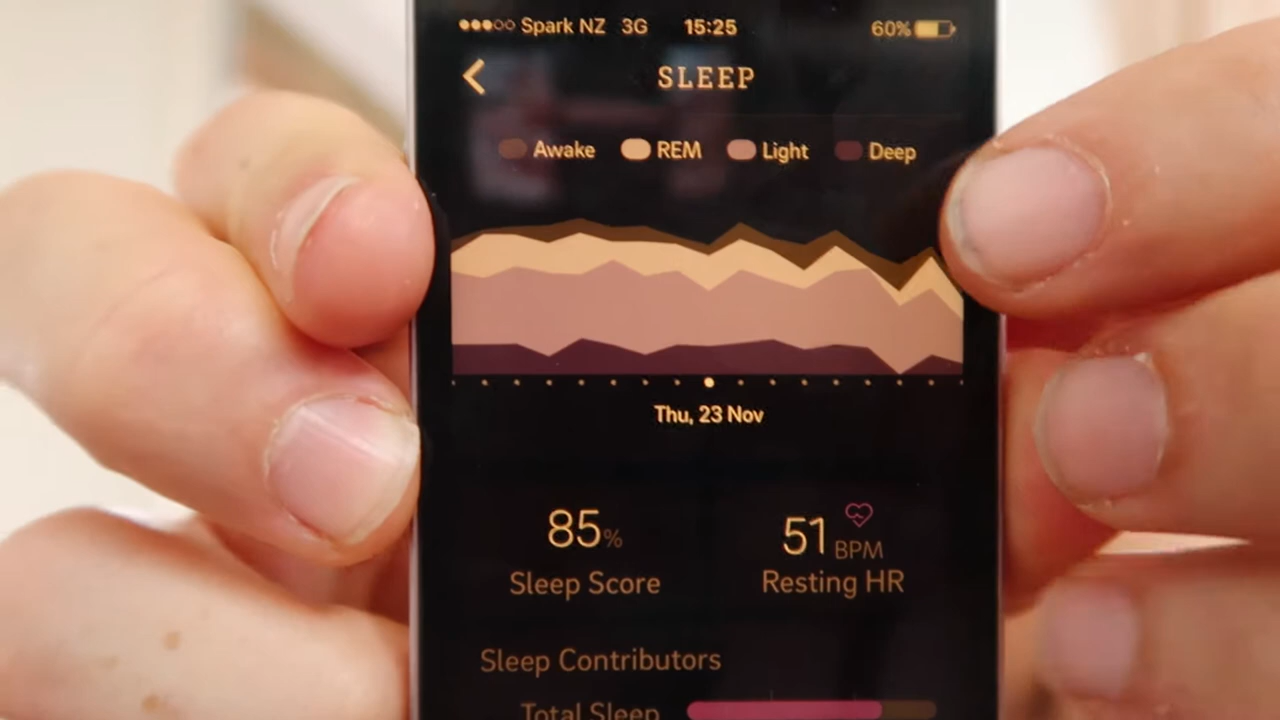 Spark NZ 3G 15:25 60%
SLEEP
Awake REM Light Deep
Thu, 23 Nov
85% 51 BPM
Sleep Score Resting HR
Sleep Contributors
Total Sleep